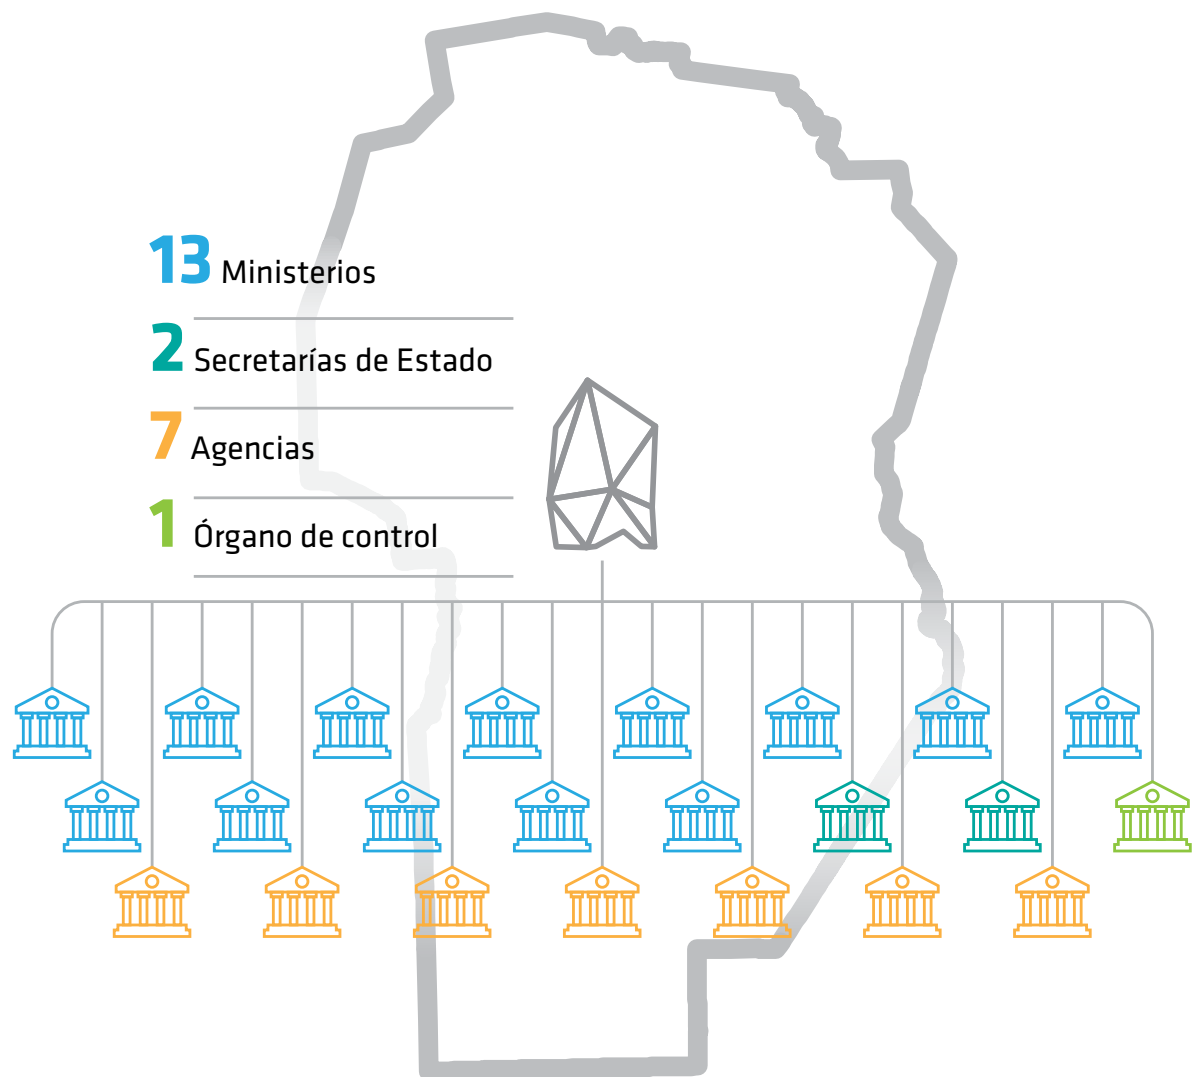 13 Ministerios
2 Secretarías de Estado
7 Agencias
1 Órgano de control